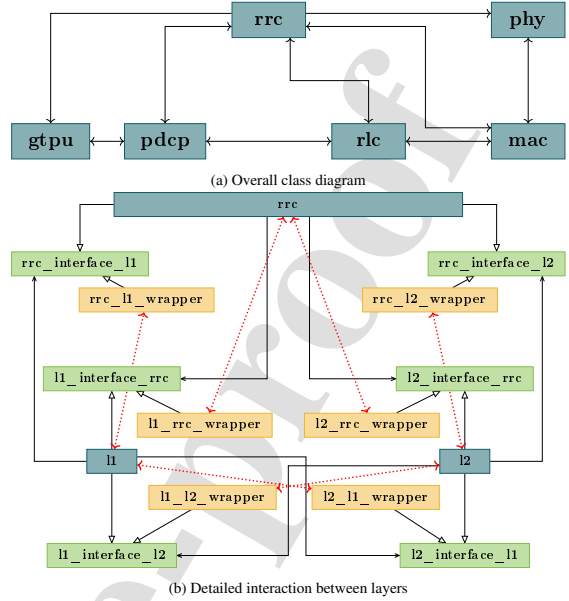 rrc
phy
gtpu
pdcp
rlc
mac
(a) Overall class diagram
rrc
rrc_interface_l1
rrc_interface_l2
rrc_l1_wrapper
rrc_l2_wrapper
l1_interface_rrc
l2_interface_rrc
l1_rrc_wrapper
l2_rrc_wrapper
l1
l2
l1_l2_wrapper
l2_l1_wrapper
l1_interface_l2
l2_interface_l1
(b) Detailed interaction between layers